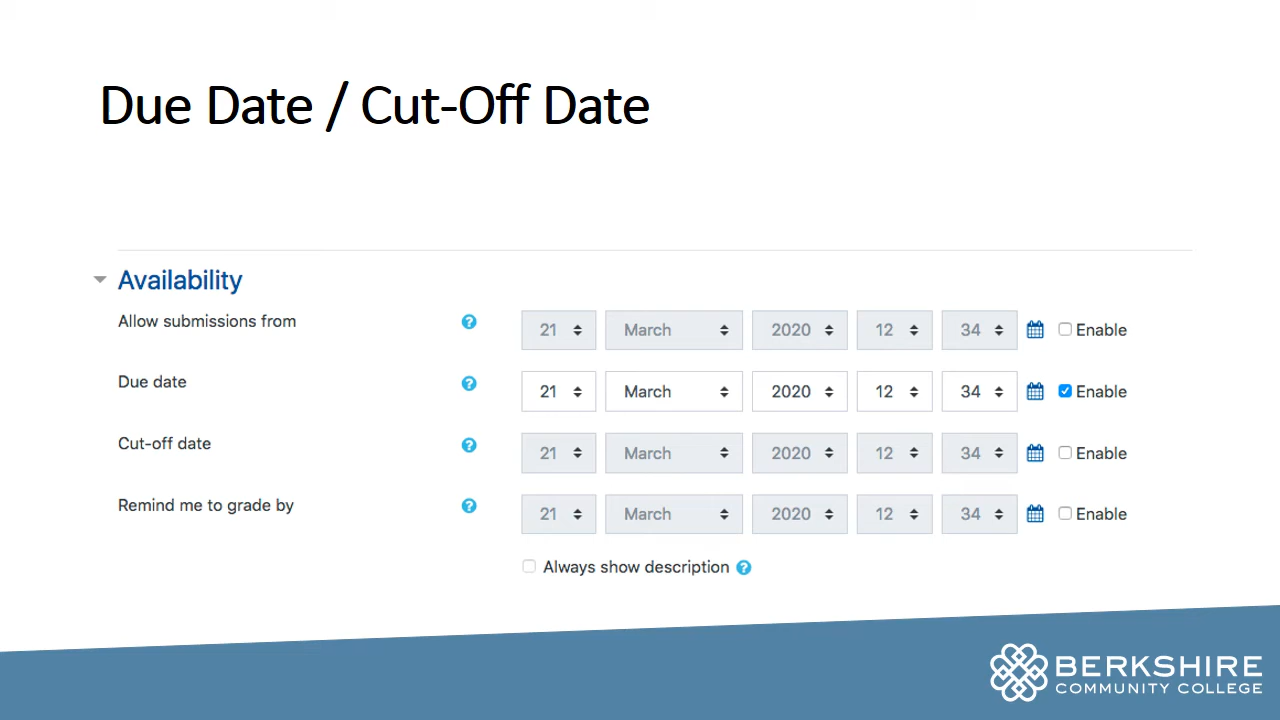 Due Date / Cut-Off Date
Availability
Allow submissions from ? 21 March 2020 12 34 Enable
Due date ? 21 March 2020 12 34 Enable
Cut-off date ? 21 March 2020 12 34 Enable
Remind me to grade by ? 21 March 2020 12 34 Enable
Always show description ?
BERKSHIRE
COMMUNITY COLLEGE